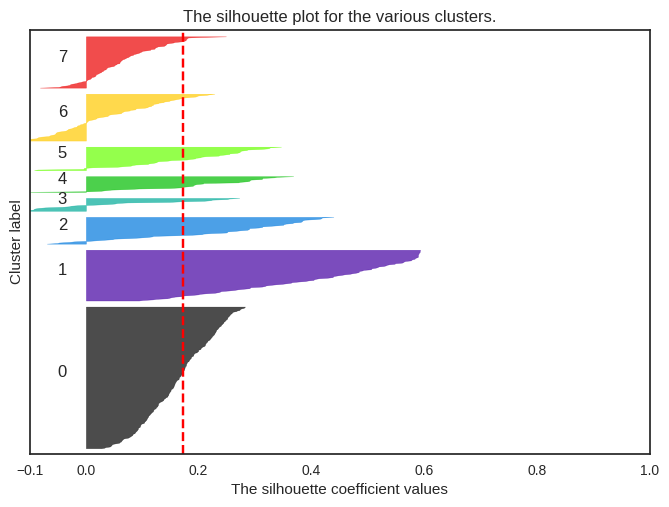 The silhouette plot for the various clusters.
7
6
5
4
3
2
1
0
Cluster label
−0.1 0.0 0.2 0.4 0.6 0.8 1.0
The silhouette coefficient values